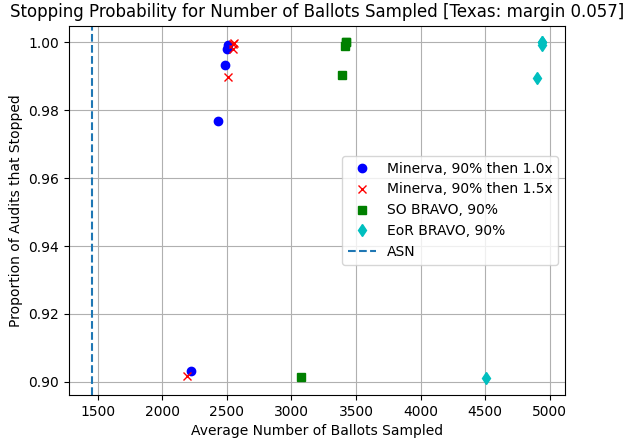 Stopping Probability for Number of Ballots Sampled [Texas: margin 0.057]
1.00
0.98
0.96
0.94
0.92
0.90
Proportion of Audits that Stopped
Minerva, 90% then 1.0x
Minerva, 90% then 1.5x
SO BRAVO, 90%
EoR BRAVO, 90%
ASN
1500 2000 2500 3000 3500 4000 4500 5000
Average Number of Ballots Sampled